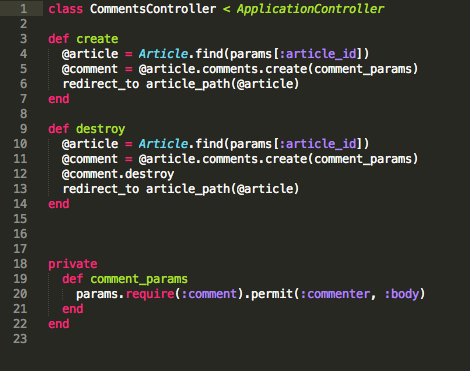 1 class CommentsController < ApplicationController
2
3 def create
4   @article = Article.find(params[:article_id])
5   @comment = @article.comments.create(comment_params)
6   redirect_to article_path(@article)
7 end
8
9 def destroy
10   @article = Article.find(params[:article_id])
11   @comment = @article.comments.create(comment_params)
12   @comment.destroy
13   redirect_to article_path(@article)
14 end
15
16
17
18 private
19   def comment_params
20     params.require(:comment).permit(:commenter, :body)
21   end
22 end
23